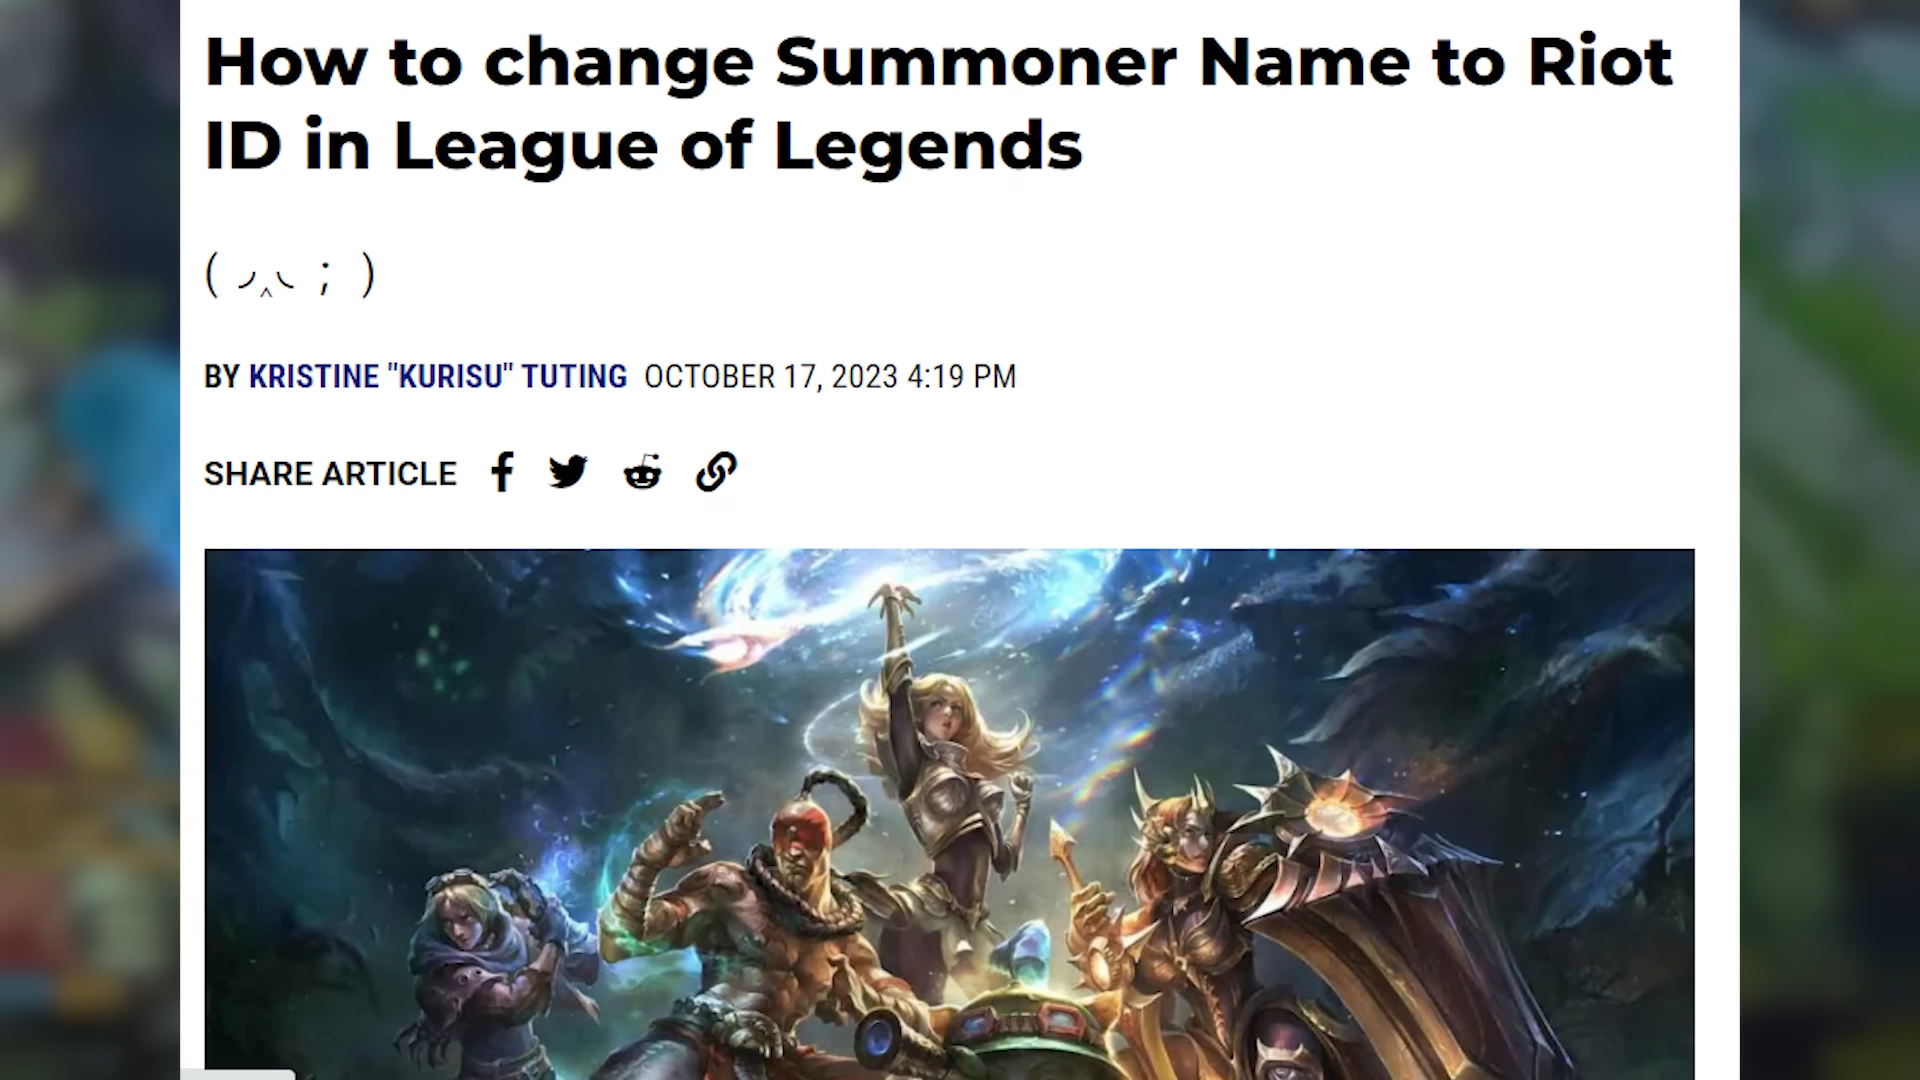 How to change Summoner Name to Riot
ID in League of Legends
( ◞‸◟ ; )
BY KRISTINE "KURISU" TUTING OCTOBER 17, 2023 4:19 PM
SHARE ARTICLE